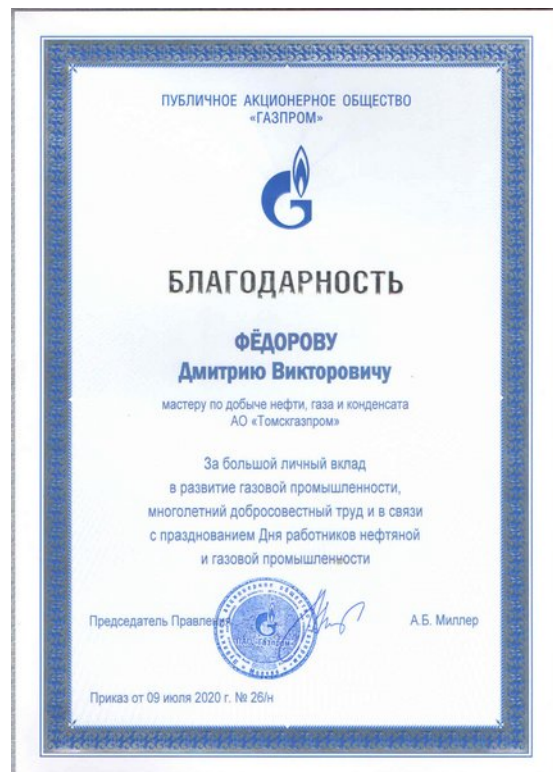 ПУБЛИЧНОЕ АКЦИОНЕРНОЕ ОБЩЕСТВО
«ГАЗПРОМ»
БЛАГОДАРНОСТЬ
ФЁДОРОВУ
Дмитрию Викторовичу
мастеру по добыче нефти, газа и конденсата
АО «Томскгазпром»
За большой личный вклад
в развитие газовой промышленности,
многолетний добросовестный труд и в связи
с празднованием Дня работников нефтяной
и газовой промышленности
Председатель Правления А.Б. Миллер
Приказ от 09 июля 2020 г. № 26/н